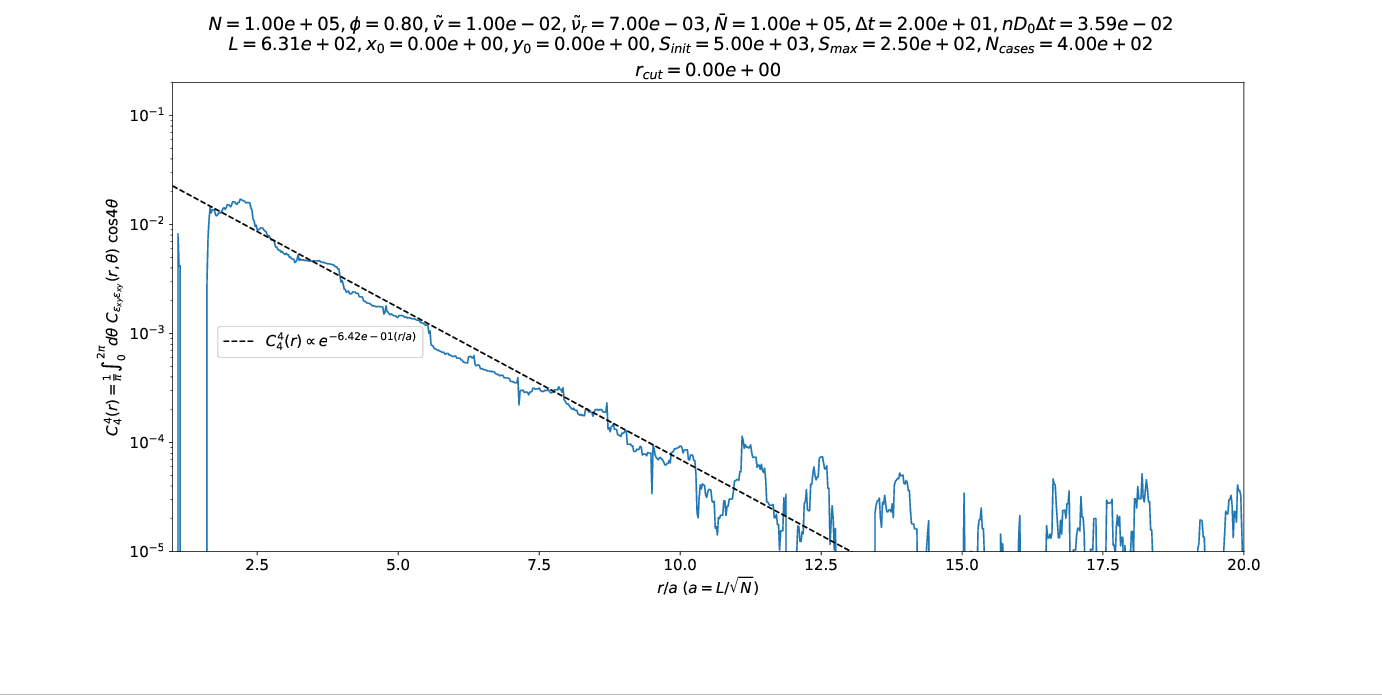 N = 1.00e + 05, ϕ = 0.80, ṽ = 1.00e − 02, ν̃_r = 7.00e − 03, N̄ = 1.00e + 05, Δt = 2.00e + 01, nD_0Δt = 3.59e − 02
L = 6.31e + 02, x_0 = 0.00e + 00, y_0 = 0.00e + 00, S_init = 5.00e + 03, S_max = 2.50e + 02, N_cases = 4.00e + 02
r_cut = 0.00e + 00
10^−1
10^−2
10^−3
10^−4
10^−5
C_4^4(r) = 1/π ∫_0^2π dθ C_{ε_xy ε_xy}(r, θ) cos4θ
C_4^4(r) ∝ e^{−6.42e − 01(r/a)}
2.5 5.0 7.5 10.0 12.5 15.0 17.5 20.0
r/a (a = L/√N)